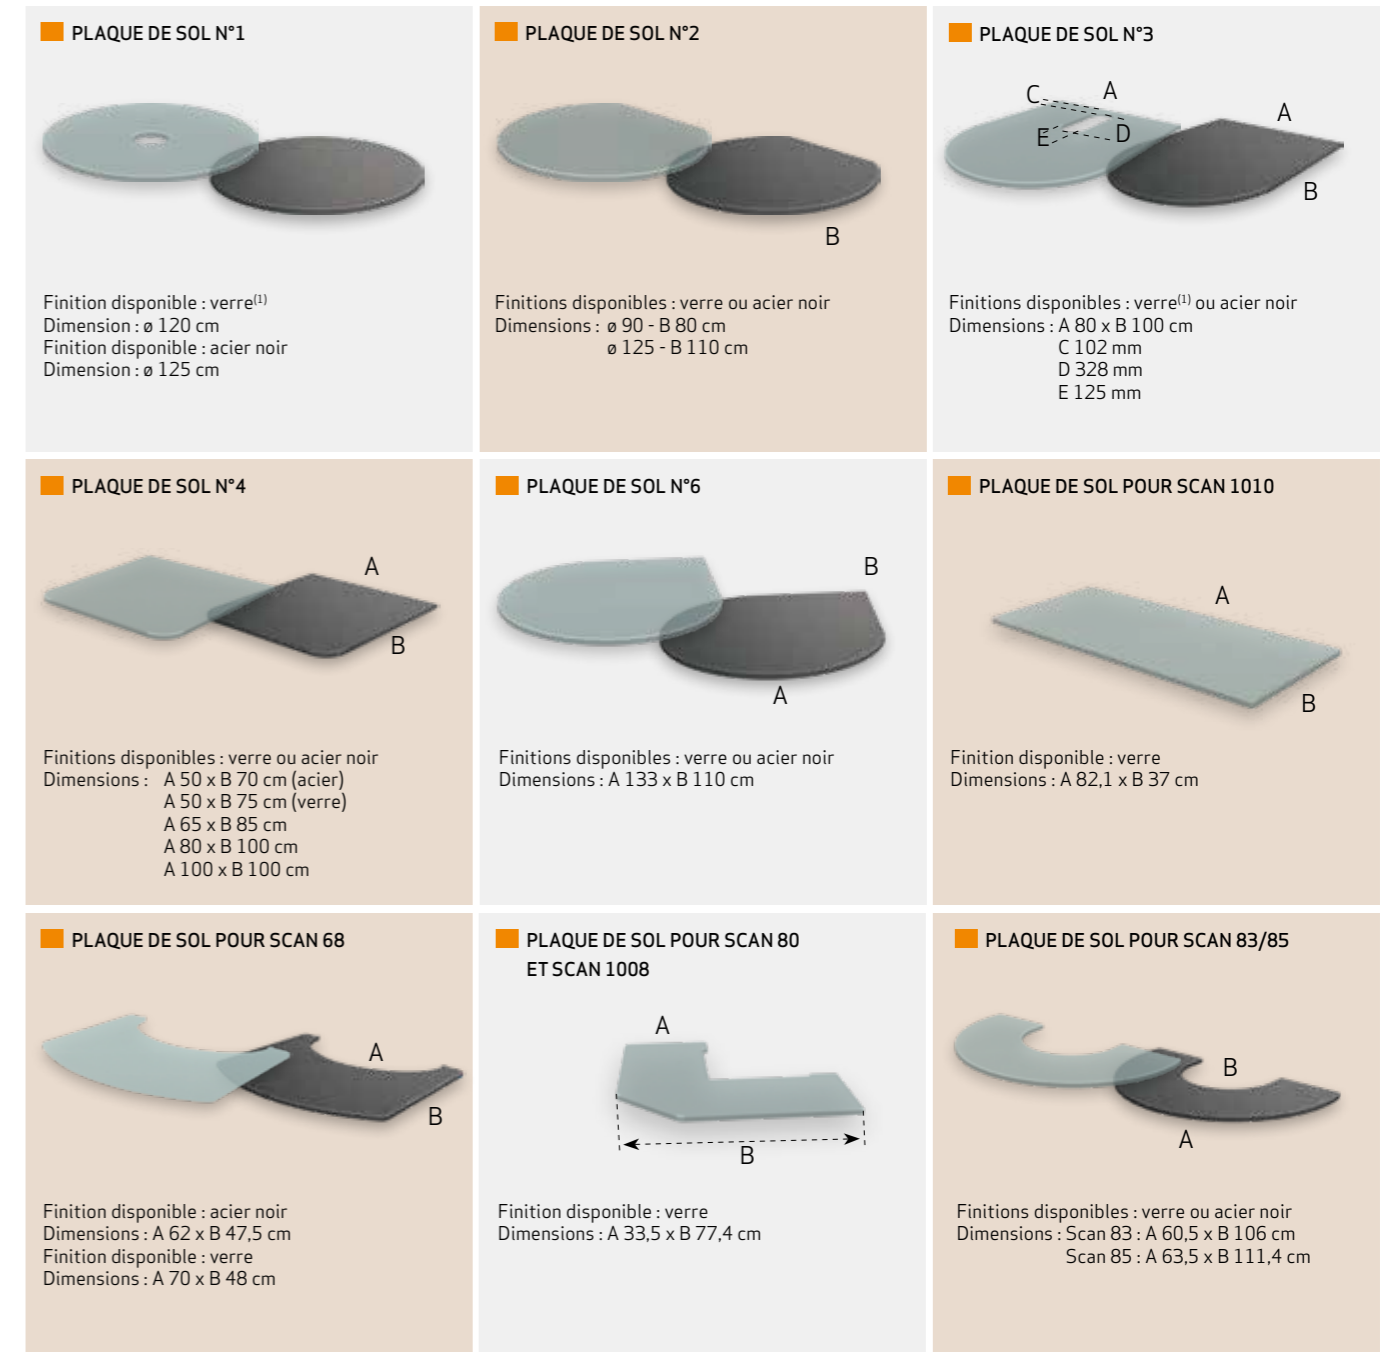 PLAQUE DE SOL N°1
A
B
C
D
E
Finition disponible : verre(1)
Dimension : ø 120 cm
Finition disponible : acier noir
Dimension : ø 125 cm
PLAQUE DE SOL N°2
B
Finitions disponibles : verre ou acier noir
Dimensions : ø 90 - B 80 cm
ø 125 - B 110 cm
PLAQUE DE SOL N°3
C
A
A
E
D
B
Finitions disponibles : verre(1) ou acier noir
Dimensions : A 80 x B 100 cm
C 102 mm
D 328 mm
E 125 mm
PLAQUE DE SOL N°4
A
B
Finitions disponibles : verre ou acier noir
Dimensions : A 50 x B 70 cm (acier)
A 50 x B 75 cm (verre)
A 65 x B 85 cm
A 80 x B 100 cm
A 100 x B 100 cm
PLAQUE DE SOL N°6
B
A
Finitions disponibles : verre ou acier noir
Dimensions : A 133 x B 110 cm
PLAQUE DE SOL POUR SCAN 1010
A
B
Finition disponible : verre
Dimensions : A 82,1 x B 37 cm
PLAQUE DE SOL POUR SCAN 68
A
B
Finition disponible : acier noir
Dimensions : A 62 x B 47,5 cm
Finition disponible : verre
Dimensions : A 70 x B 48 cm
PLAQUE DE SOL POUR SCAN 80
ET SCAN 1008
A
B
Finition disponible : verre
Dimensions : A 33,5 x B 77,4 cm
PLAQUE DE SOL POUR SCAN 83/85
B
A
Finitions disponibles : verre ou acier noir
Dimensions : Scan 83 : A 60,5 x B 106 cm
Scan 85 : A 63,5 x B 111,4 cm